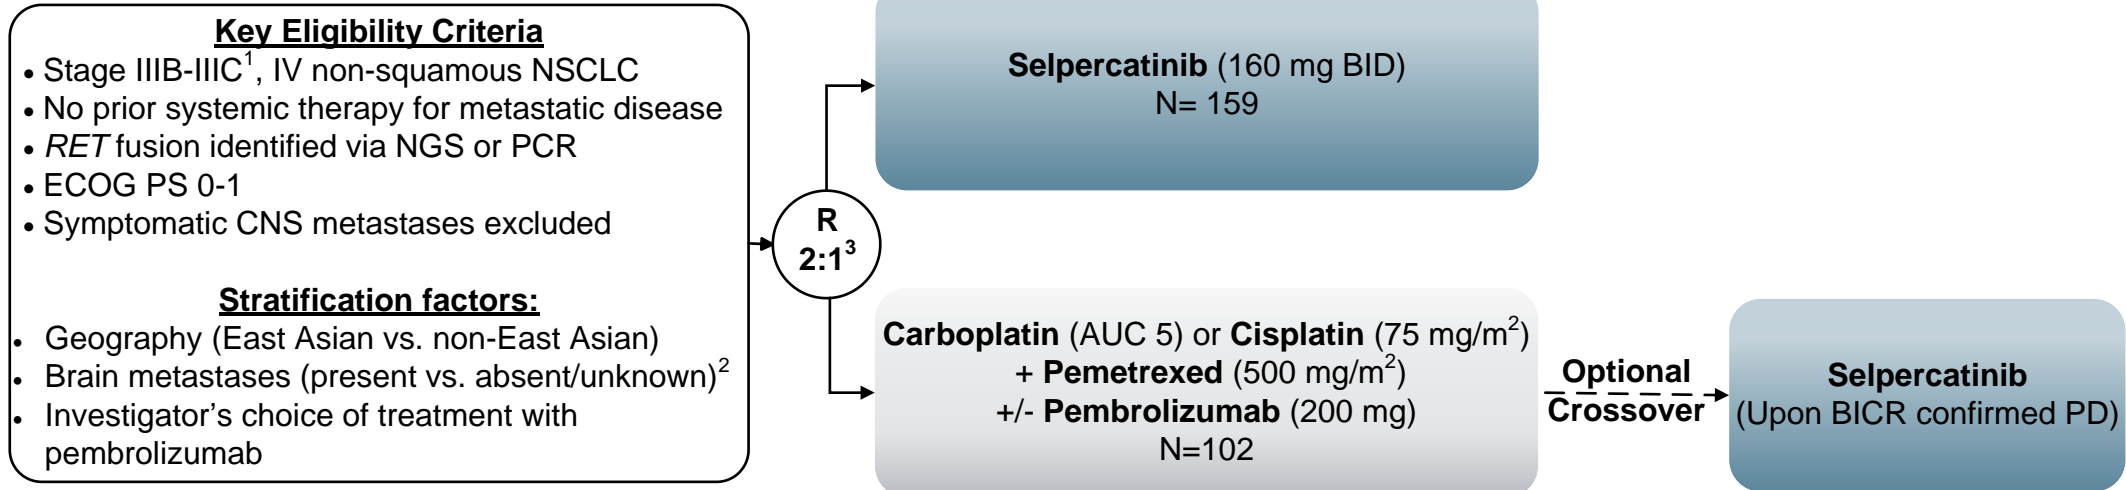 Key Eligibility Criteria
• Stage IIIB-IIIC¹, IV non-squamous NSCLC
• No prior systemic therapy for metastatic disease
• RET fusion identified via NGS or PCR
• ECOG PS 0-1
• Symptomatic CNS metastases excluded
Stratification factors:
• Geography (East Asian vs. non-East Asian)
• Brain metastases (present vs. absent/unknown)²
• Investigator's choice of treatment with
pembrolizumab
R
2:1³
Selpercatinib (160 mg BID)
N= 159
Carboplatin (AUC 5) or Cisplatin (75 mg/m²)
+ Pemetrexed (500 mg/m²)
+/- Pembrolizumab (200 mg)
N=102
Optional
Crossover
Selpercatinib
(Upon BICR confirmed PD)